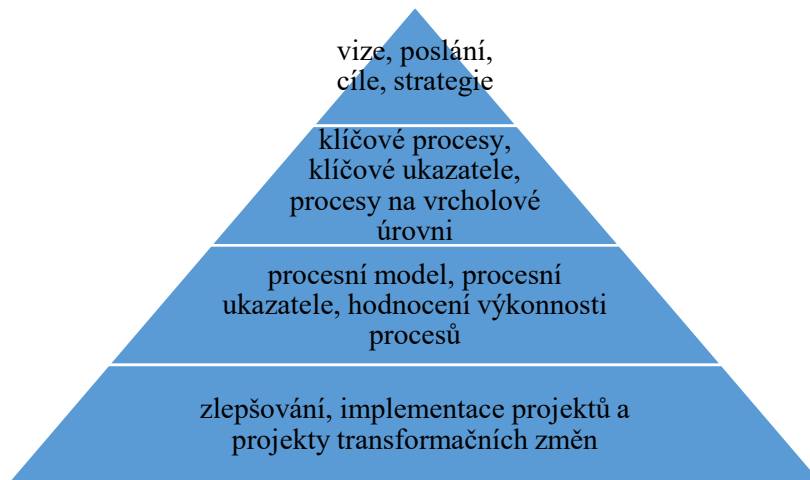 vize, poslání,
cíle, strategie
klíčové procesy,
klíčové ukazatele,
procesy na vrcholové
úrovni
procesní model, procesní
ukazatele, hodnocení výkonnosti
procesů
zlepšování, implementace projektů a
projekty transformačních změn